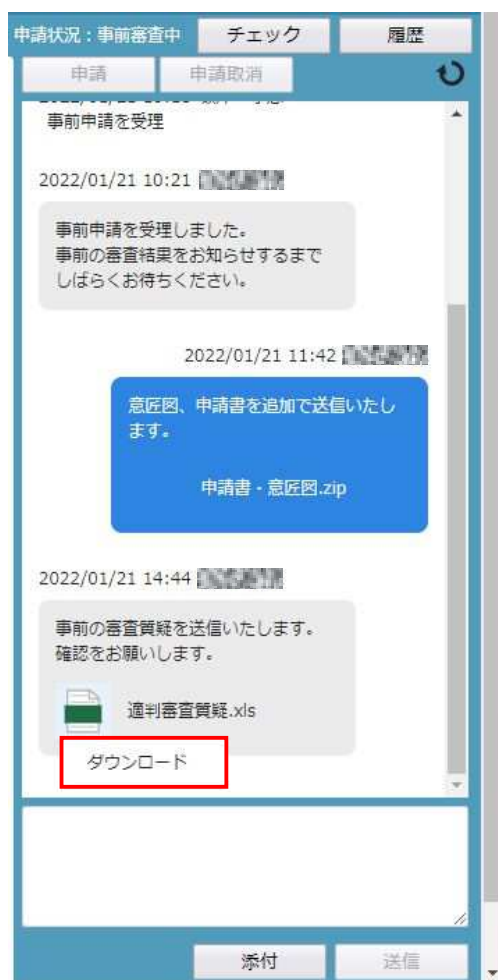 申請状況：事前審査中
チェック
履歴
申請
申請取消
事前申請を受理
2022/01/21 10:21
事前申請を受理しました。
事前の審査結果をお知らせするまで
しばらくお待ちください。
2022/01/21 11:42
意匠図、申請書を追加で送信いたし
ます。
申請書・意匠図.zip
2022/01/21 14:44
事前の審査質疑を送信いたします。
確認をお願いします。
適判審査質疑.xls
ダウンロード
添付
送信